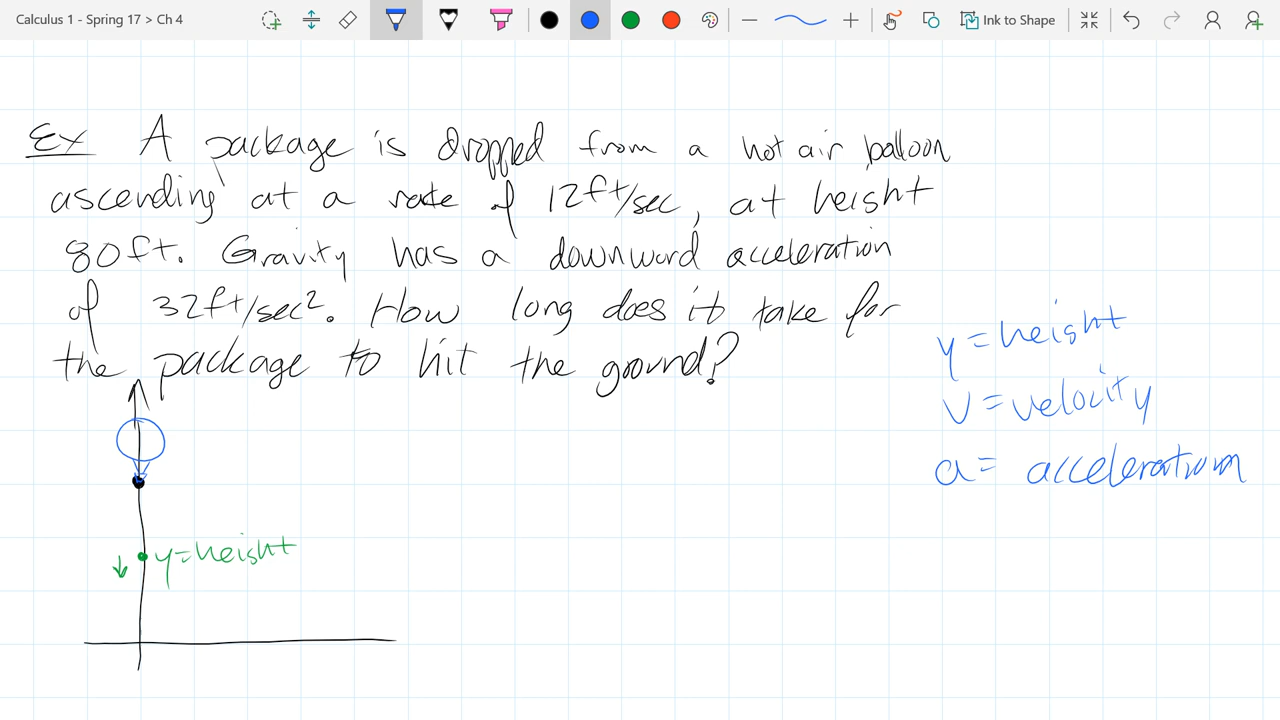 Calculus 1 - Spring 17 > Ch 4
Ink to Shape
Ex A package is dropped from a hot air balloon
ascending at a rate of 12ft/sec, at height
80ft. Gravity has a downward acceleration
of 32ft/sec². How long does it take for
the package to hit the ground?
y = height
v = velocity
a = acceleration
y = height